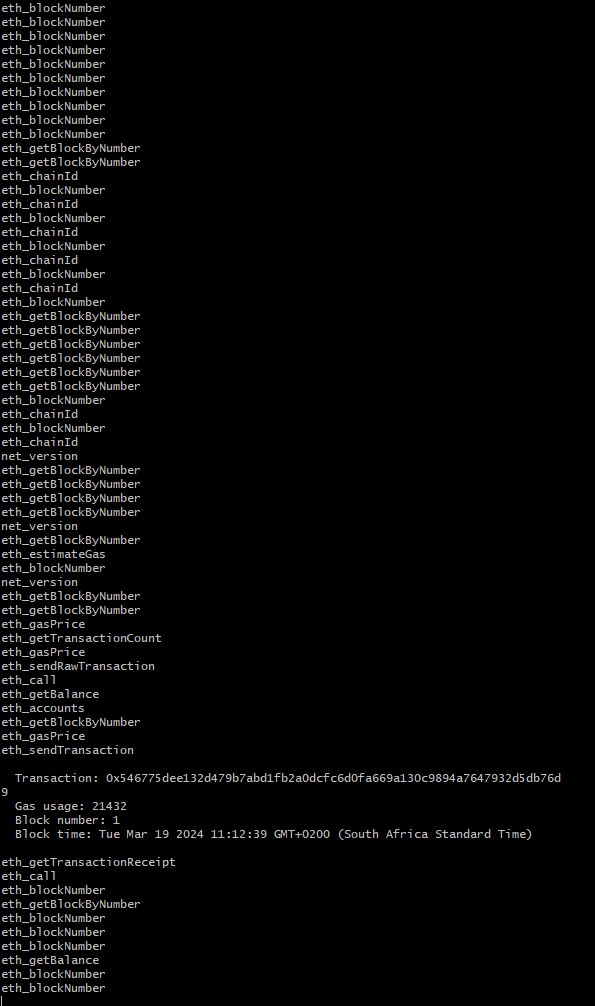 eth_blockNumber
eth_blockNumber
eth_blockNumber
eth_blockNumber
eth_blockNumber
eth_blockNumber
eth_blockNumber
eth_blockNumber
eth_blockNumber
eth_blockNumber
eth_getBlockByNumber
eth_getBlockByNumber
eth_chainId
eth_blockNumber
eth_chainId
eth_blockNumber
eth_chainId
eth_blockNumber
eth_chainId
eth_blockNumber
eth_chainId
eth_blockNumber
eth_getBlockByNumber
eth_getBlockByNumber
eth_getBlockByNumber
eth_getBlockByNumber
eth_getBlockByNumber
eth_getBlockByNumber
eth_blockNumber
eth_chainId
eth_blockNumber
eth_chainId
net_version
eth_getBlockByNumber
eth_getBlockByNumber
eth_getBlockByNumber
eth_getBlockByNumber
net_version
eth_getBlockByNumber
eth_estimateGas
eth_blockNumber
net_version
eth_getBlockByNumber
eth_getBlockByNumber
eth_gasPrice
eth_getTransactionCount
eth_gasPrice
eth_sendRawTransaction
eth_call
eth_getBalance
eth_accounts
eth_getBlockByNumber
eth_gasPrice
eth_sendTransaction
Transaction: 0x546775dee132d479b7abd1fb2a0dcfc6d0fa669a130c9894a7647932d5db76d
9
Gas usage: 21432
Block number: 1
Block time: Tue Mar 19 2024 11:12:39 GMT+0200 (South Africa Standard Time)
eth_getTransactionReceipt
eth_call
eth_blockNumber
eth_getBlockByNumber
eth_blockNumber
eth_blockNumber
eth_blockNumber
eth_getBalance
eth_blockNumber
eth_blockNumber